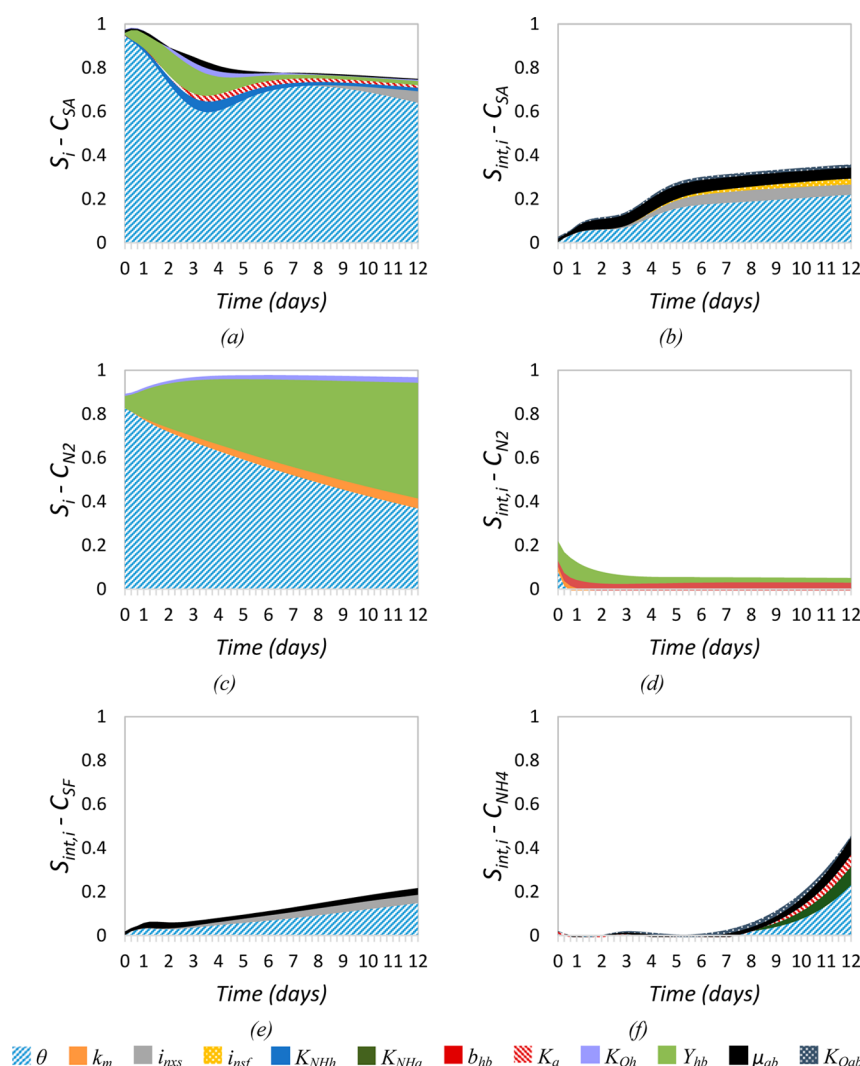 1
0.8
0.6
0.4
0.2
0
S_i - C_SA
0 1 2 3 4 5 6 7 8 9 10 11 12
Time (days)
(a)
1
0.8
0.6
0.4
0.2
0
S_int,i - C_SA
0 1 2 3 4 5 6 7 8 9 10 11 12
Time (days)
(b)
1
0.8
0.6
0.4
0.2
0
S_i - C_N2
0 1 2 3 4 5 6 7 8 9 10 11 12
Time (days)
(c)
1
0.8
0.6
0.4
0.2
0
S_int,i - C_N2
0 1 2 3 4 5 6 7 8 9 10 11 12
Time (days)
(d)
1
0.8
0.6
0.4
0.2
0
S_int,i - C_SF
0 1 2 3 4 5 6 7 8 9 10 11 12
Time (days)
(e)
1
0.8
0.6
0.4
0.2
0
S_int,i - C_NH4
0 1 2 3 4 5 6 7 8 9 10 11 12
Time (days)
(f)
θ k_m i_nxs i_nsf K_NHh K_NHa b_hb K_a K_Oh Y_hb μ_ab K_Oab